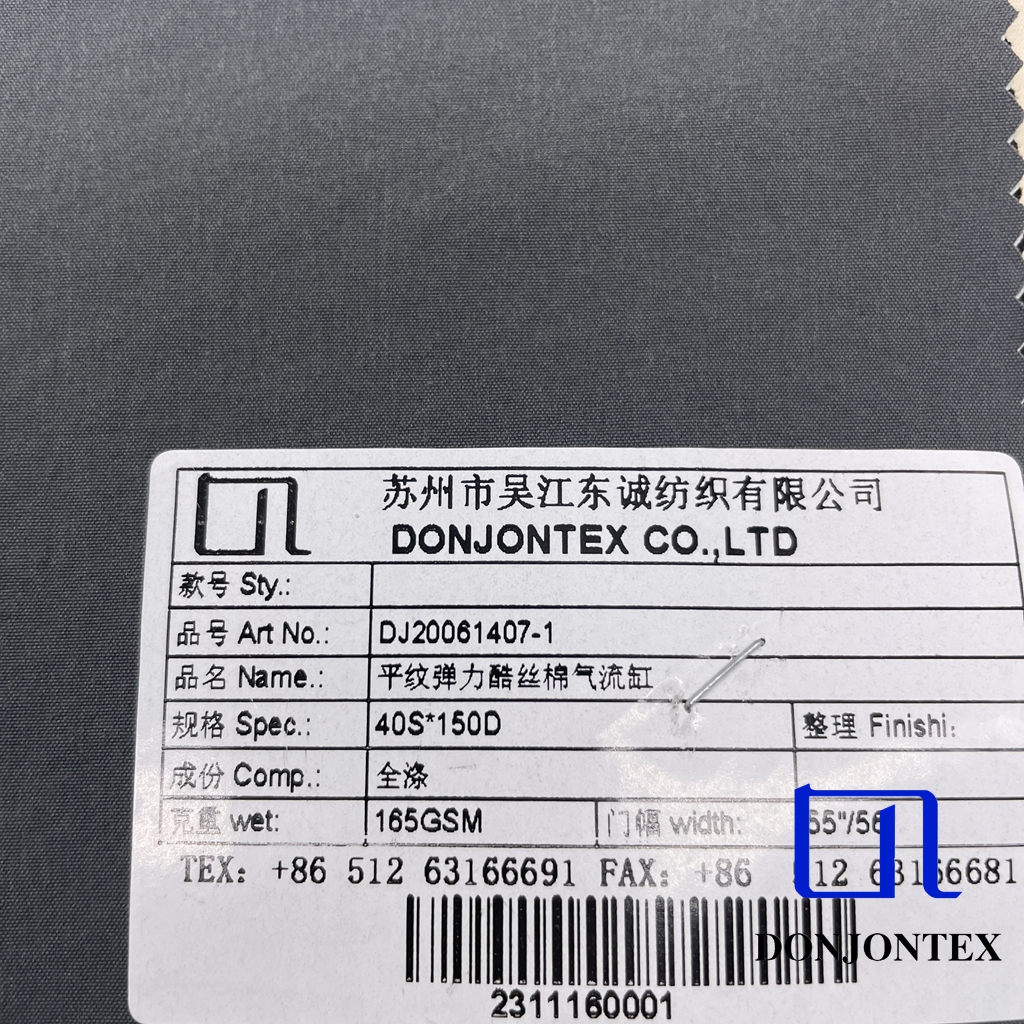 苏州市吴江东诚纺织有限公司
DONJONTEX CO.,LTD
款号 Sty.:
品号 Art No.: DJ20061407-1
品名 Name.: 平纹弹力酷丝棉气流缸
规格 Spec.: 40S*150D 整理 Finishi:
成份 Comp.: 全涤
克重 wet: 165GSM 门幅 width: 55"/56
TEX: +86 512 63166691 FAX: +86 512 63166681
DONJONTEX
2311160001